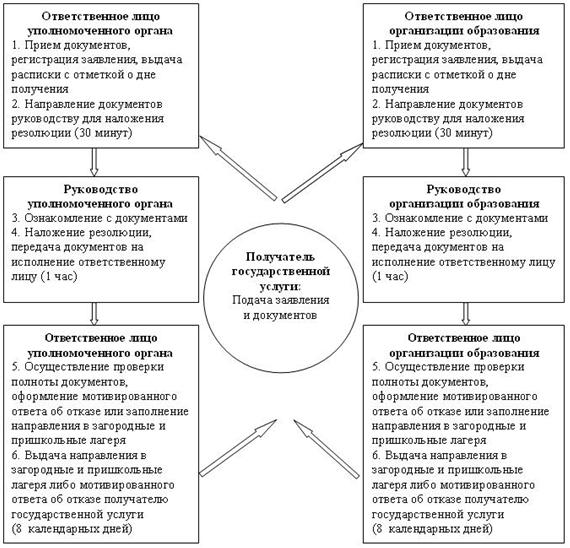 Ответственное лицо
уполномоченного органа
1. Прием документов,
регистрация заявления, выдача
расписки с отметкой о дне
получения
2. Направление документов
руководству для наложения
резолюции (30 минут)
Ответственное лицо
организации образования
1. Прием документов,
регистрация заявления, выдача
расписки с отметкой о дне
получения
2. Направление документов
руководству для наложения
резолюции (30 минут)
Руководство
уполномоченного органа
3. Ознакомление с документами
4. Наложение резолюции,
передача документов на
исполнение ответственному
лицу (1 час)
Получатель
государственной
услуги:
Подача заявления
и документов
Руководство
организации образования
3. Ознакомление с документами
4. Наложение резолюции,
передача документов на
исполнение ответственному лицу
(1 час)
Ответственное лицо
уполномоченного органа
5. Осуществление проверки
полноты документов,
оформление мотивированного
ответа об отказе или заполнение
направления в загородные и
пришкольные лагеря
6. Выдача направления в
загородные и пришкольные
лагеря либо мотивированного
ответа об отказе получателю
государственной услуги
(8 календарных дней)
Ответственное лицо
организации образования
5. Осуществление проверки
полноты документов,
оформление мотивированного
ответа об отказе или заполнение
направления в загородные и
пришкольные лагеря
6. Выдача направления в
загородные и пришкольные
лагеря либо мотивированного
ответа об отказе получателю
государственной услуги
(8 календарных дней)